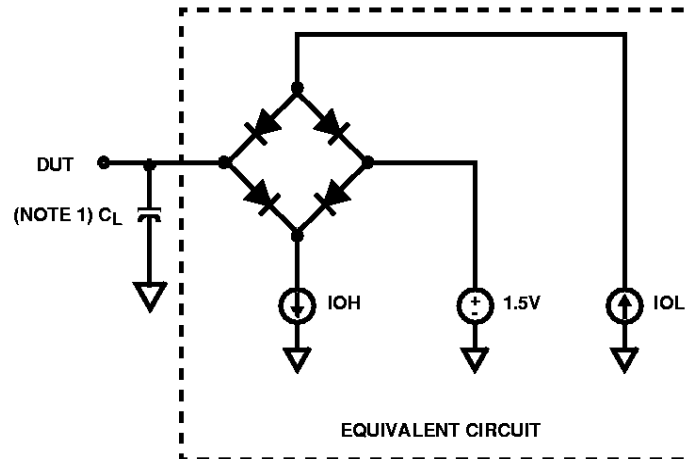 DUT
(NOTE 1) CL
IOH
+
-
1.5V
IOL
EQUIVALENT CIRCUIT